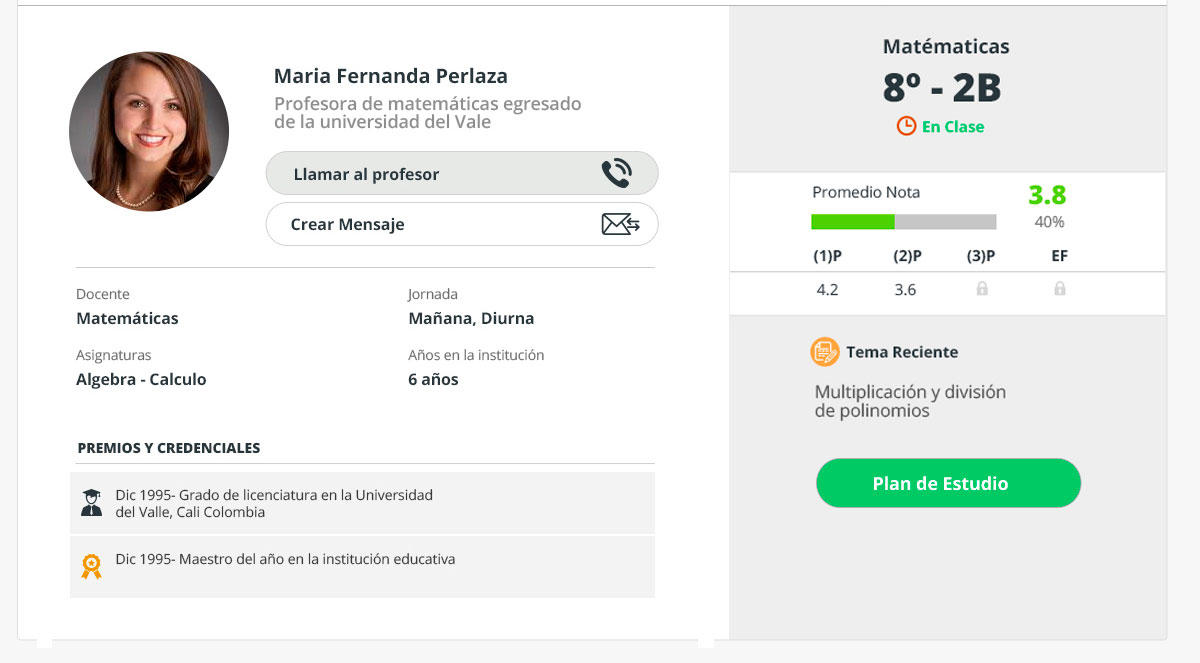 Maria Fernanda Perlaza
Profesora de matemáticas egresado
de la universidad del Vale
Llamar al profesor
Crear Mensaje
Docente
Matemáticas
Jornada
Mañana, Diurna
Asignaturas
Algebra - Calculo
Años en la institución
6 años
PREMIOS Y CREDENCIALES
Dic 1995- Grado de licenciatura en la Universidad
del Valle, Cali Colombia
Dic 1995- Maestro del año en la institución educativa
Matématicas
8º - 2B
En Clase
Promedio Nota
3.8
40%
(1)P (2)P (3)P EF
4.2 3.6
Tema Reciente
Multiplicación y división
de polinomios
Plan de Estudio